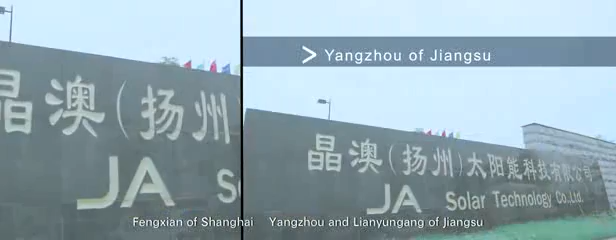 晶澳(扬州
JA S
> Yangzhou of Jiangsu
晶澳(扬州)太阳能科技有限公司
JA Solar Technology Co.,Ltd.
Fengxian of Shanghai Yangzhou and Lianyungang of Jiangsu